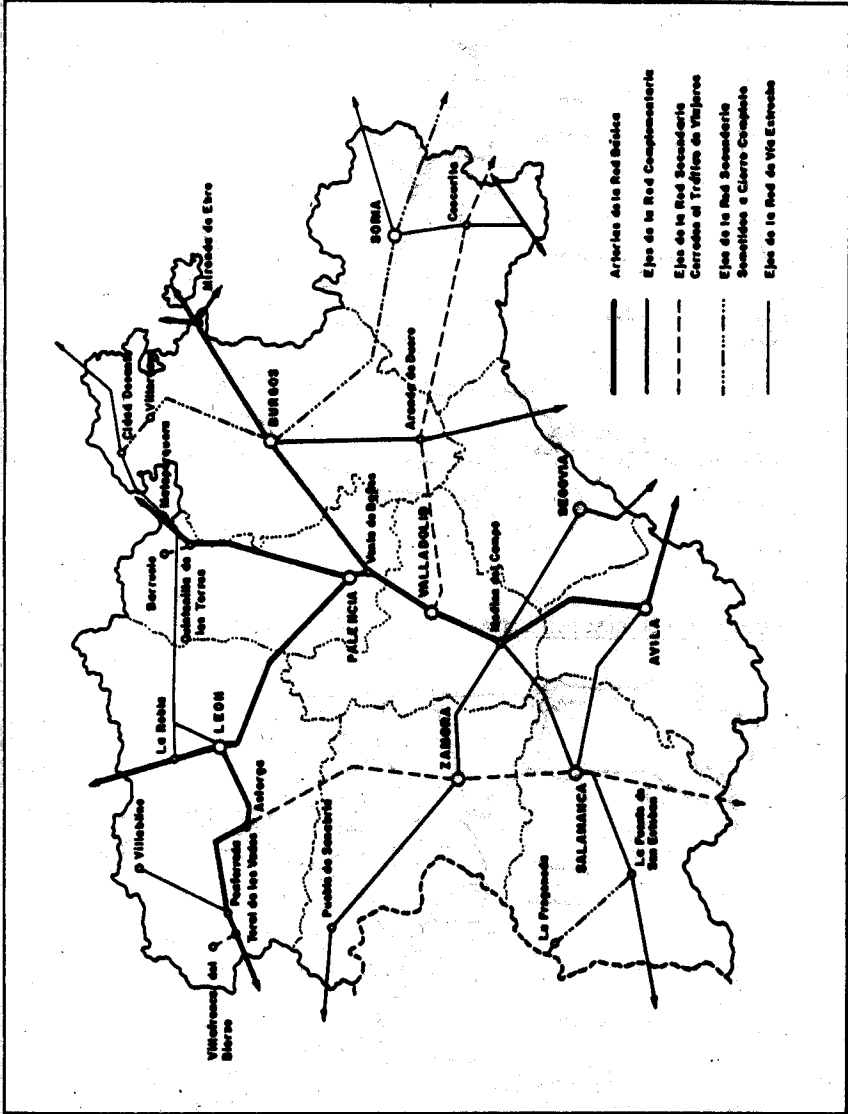 Villablino
La Robla
LEON
Astorga
Ponferrada
Toral de los Vados
Villafranca del
Bierzo
Puebla de Sanabria
ZAMORA
La Fregeneda
SALAMANCA
La Fuente de
San Esteban
Barruelo
Quintanilla de
las Torres
Mataporquera
Cidad Dosante
Villarcayo
Miranda de Ebro
BURGOS
PALENCIA
Venta de Baños
VALLADOLID
Medina del Campo
Aranda de Duero
SORIA
Coscurita
SEGOVIA
AVILA
Arterias de la Red Básica
Ejes de la Red Complementaria
Ejes de la Red Secundaria
Cerrados al Tráfico de Viajeros
Ejes de la Red Secundaria
Sometidos a Cierre Completo
Ejes de la Red de Vía Estrecha